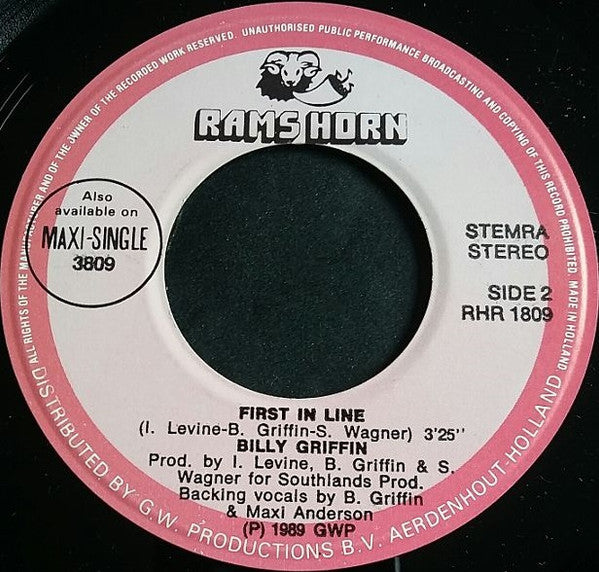 ALL RIGHTS OF THE MANUFACTURER AND OF THE OWNER OF THE RECORDED WORK RESERVED. UNAUTHORISED PUBLIC PERFORMANCE BROADCASTING AND COPYING OF THIS RECORD PROHIBITED. MADE IN HOLLAND.
RAMS HORN
Also
available on
MAXI-SINGLE
3809
STEMRA
STEREO
SIDE 2
RHR 1809
FIRST IN LINE
(I. Levine-B. Griffin-S. Wagner) 3'25''
BILLY GRIFFIN
Prod. by I. Levine, B. Griffin & S.
Wagner for Southlands Prod.
Backing vocals by B. Griffin
& Maxi Anderson
(P) 1989 GWP
DISTRIBUTED BY G.W. PRODUCTIONS B.V. AERDENHOUT-HOLLAND